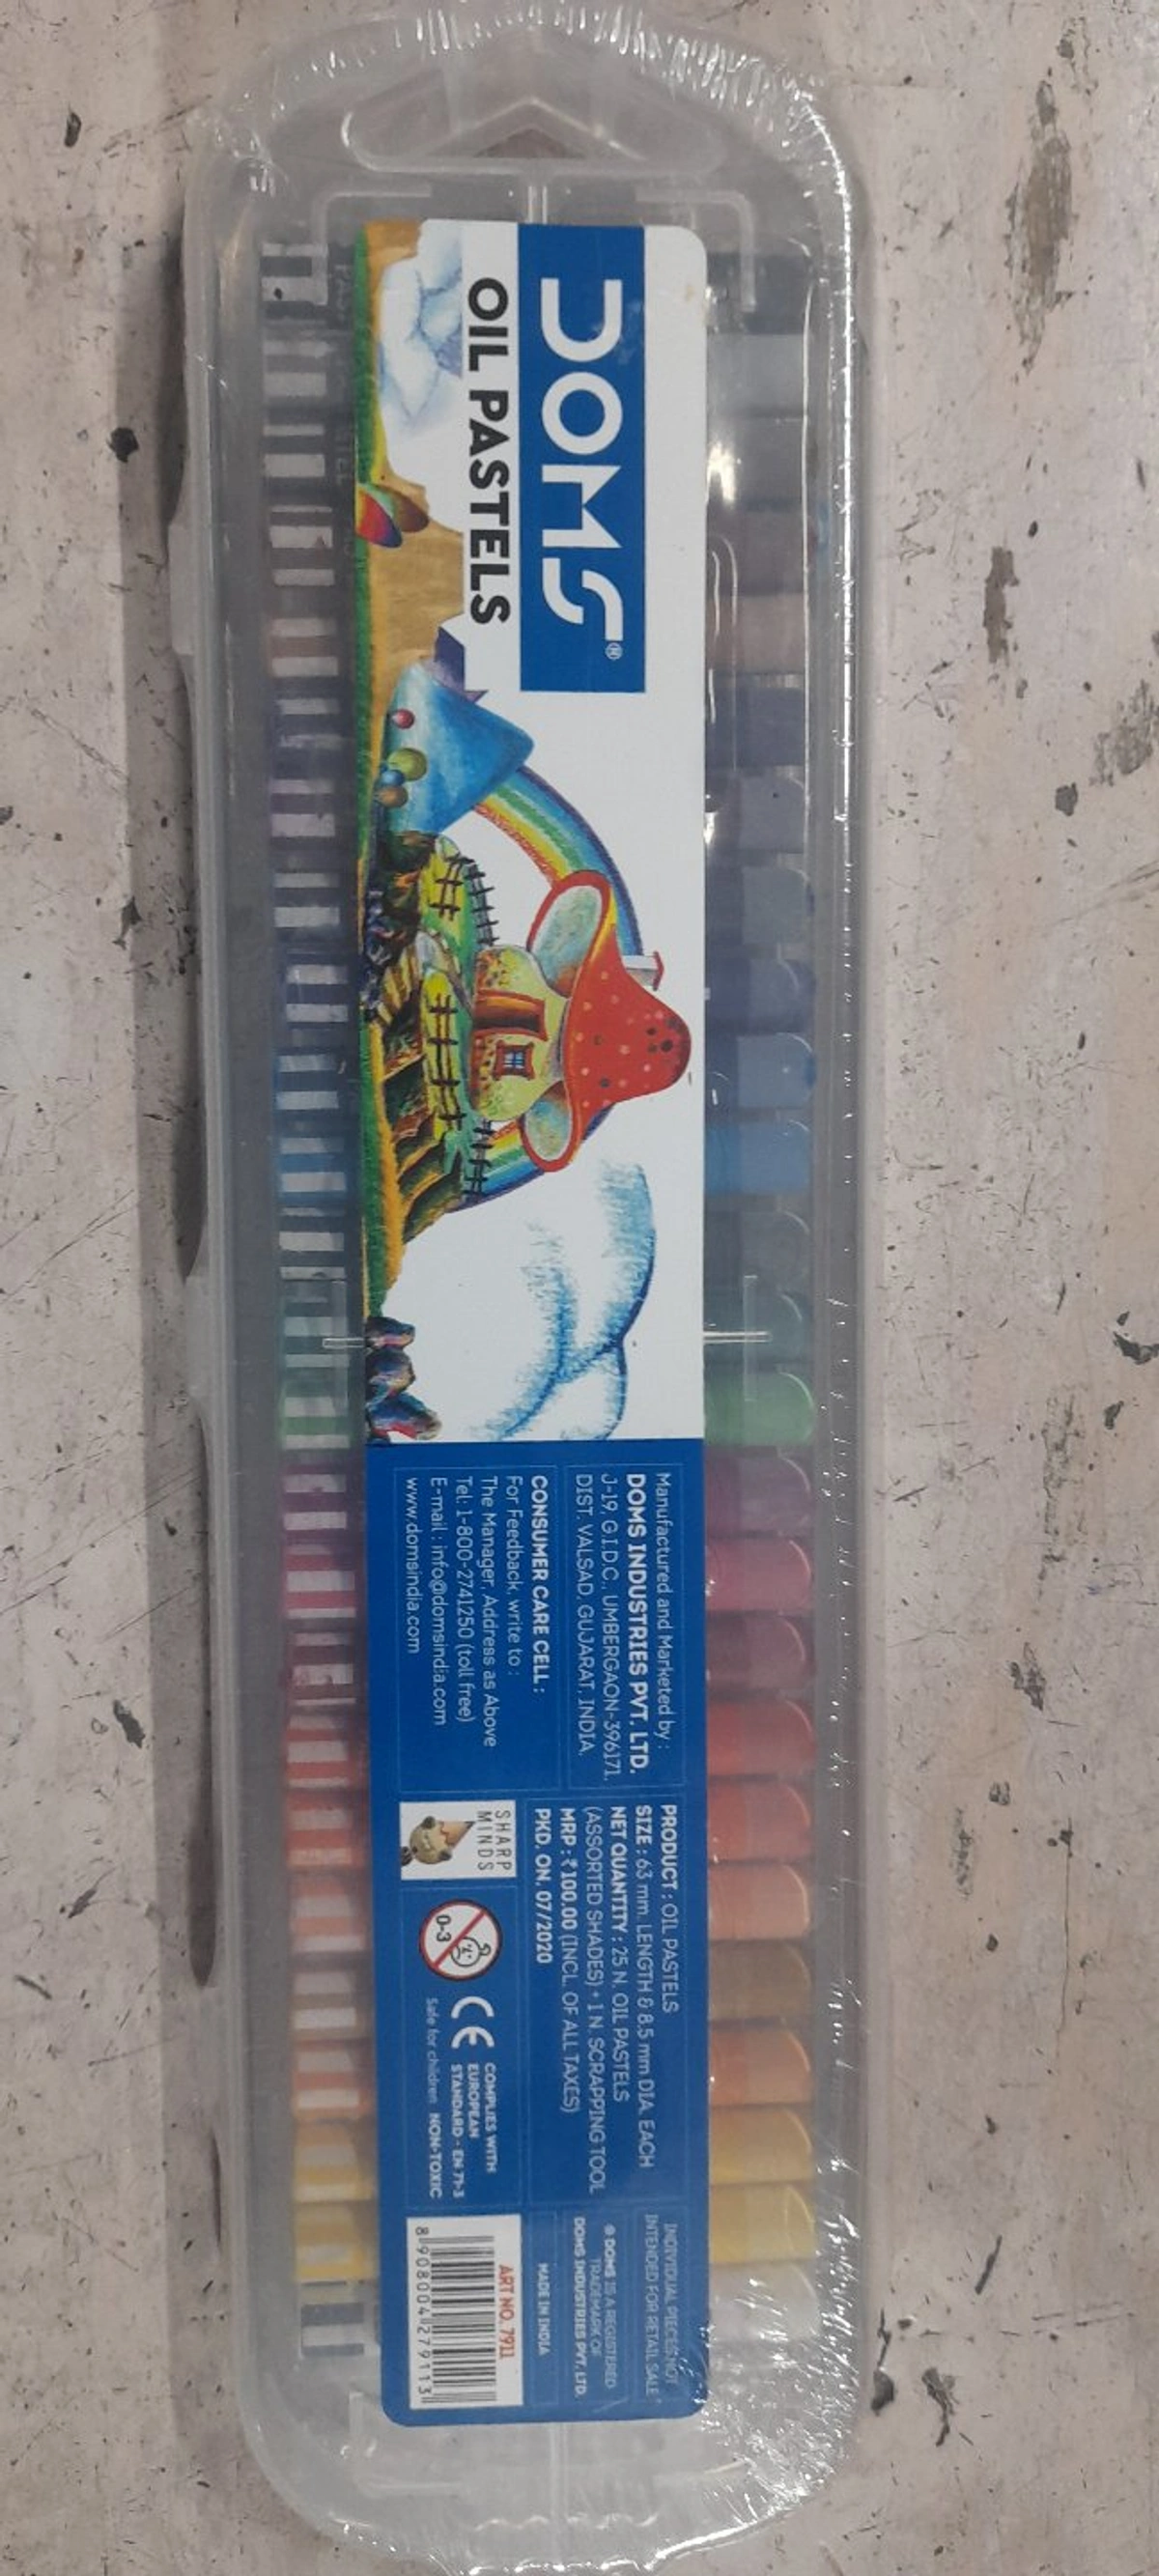 DOMS®
OIL PASTELS
Manufactured and Marketed by :
DOMS INDUSTRIES PVT. LTD.
J-19, G.I.D.C., UMBERGAON-396171,
DIST. VALSAD, GUJARAT, INDIA.
CONSUMER CARE CELL :
For Feedback, write to :
The Manager, Address as Above
Tel: 1-800-2741250 (toll free)
E-mail : info@domsindia.com
www.domsindia.com
PRODUCT : OIL PASTELS
SIZE : 63 mm. LENGTH & 8.5 mm DIA. EACH
NET QUANTITY : 25 N. OIL PASTELS
(ASSORTED SHADES) + 1 N. SCRAPPING TOOL
MRP : ₹ 100.00 (INCL. OF ALL TAXES)
PKD. ON. 07/2020
SHARP
MINDS
0-3
CE
COMPLIES WITH
EUROPEAN
STANDARD - EN 71-3
Safe for children NON-TOXIC
INDIVIDUAL PIECES NOT
INTENDED FOR RETAIL SALE
® DOMS IS A REGISTERED
TRADEMARK OF
DOMS INDUSTRIES PVT. LTD.
MADE IN INDIA
ART NO. 7911
8 908004 279113